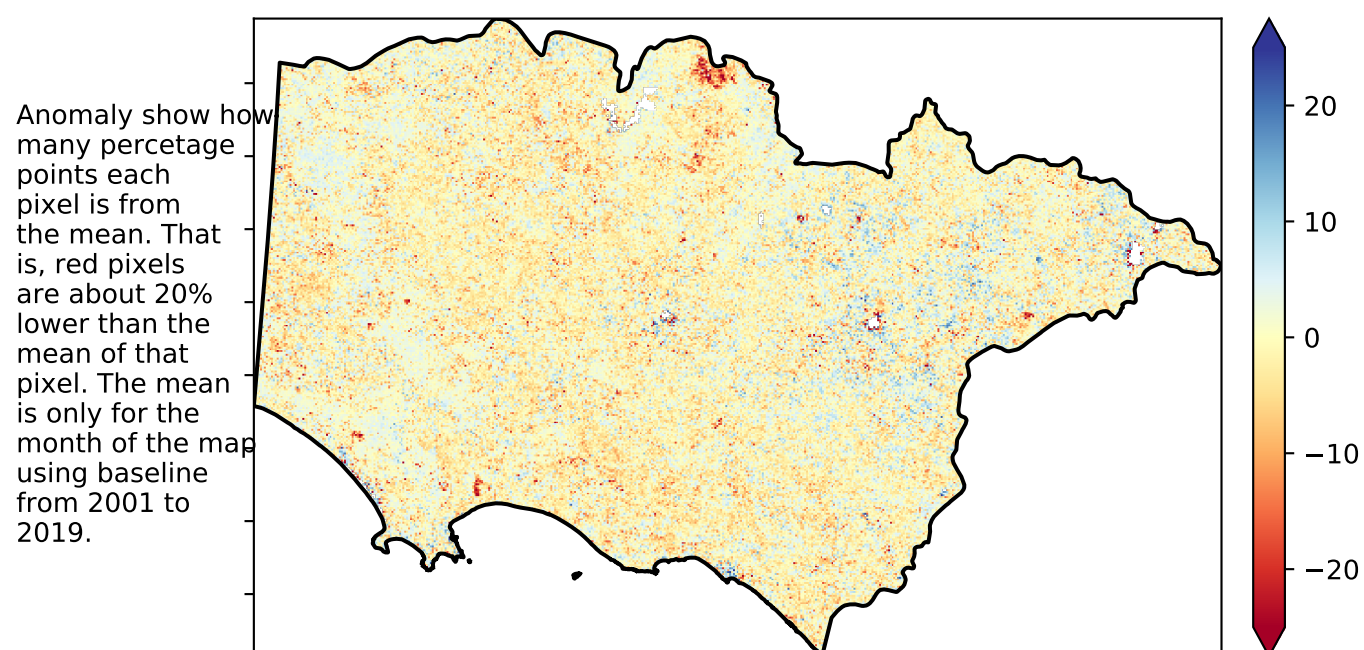 Anomaly show how
many percetage
points each
pixel is from
the mean. That
is, red pixels
are about 20%
lower than the
mean of that
pixel. The mean
is only for the
month of the map
using baseline
from 2001 to
2019.
20
10
0
−10
−20